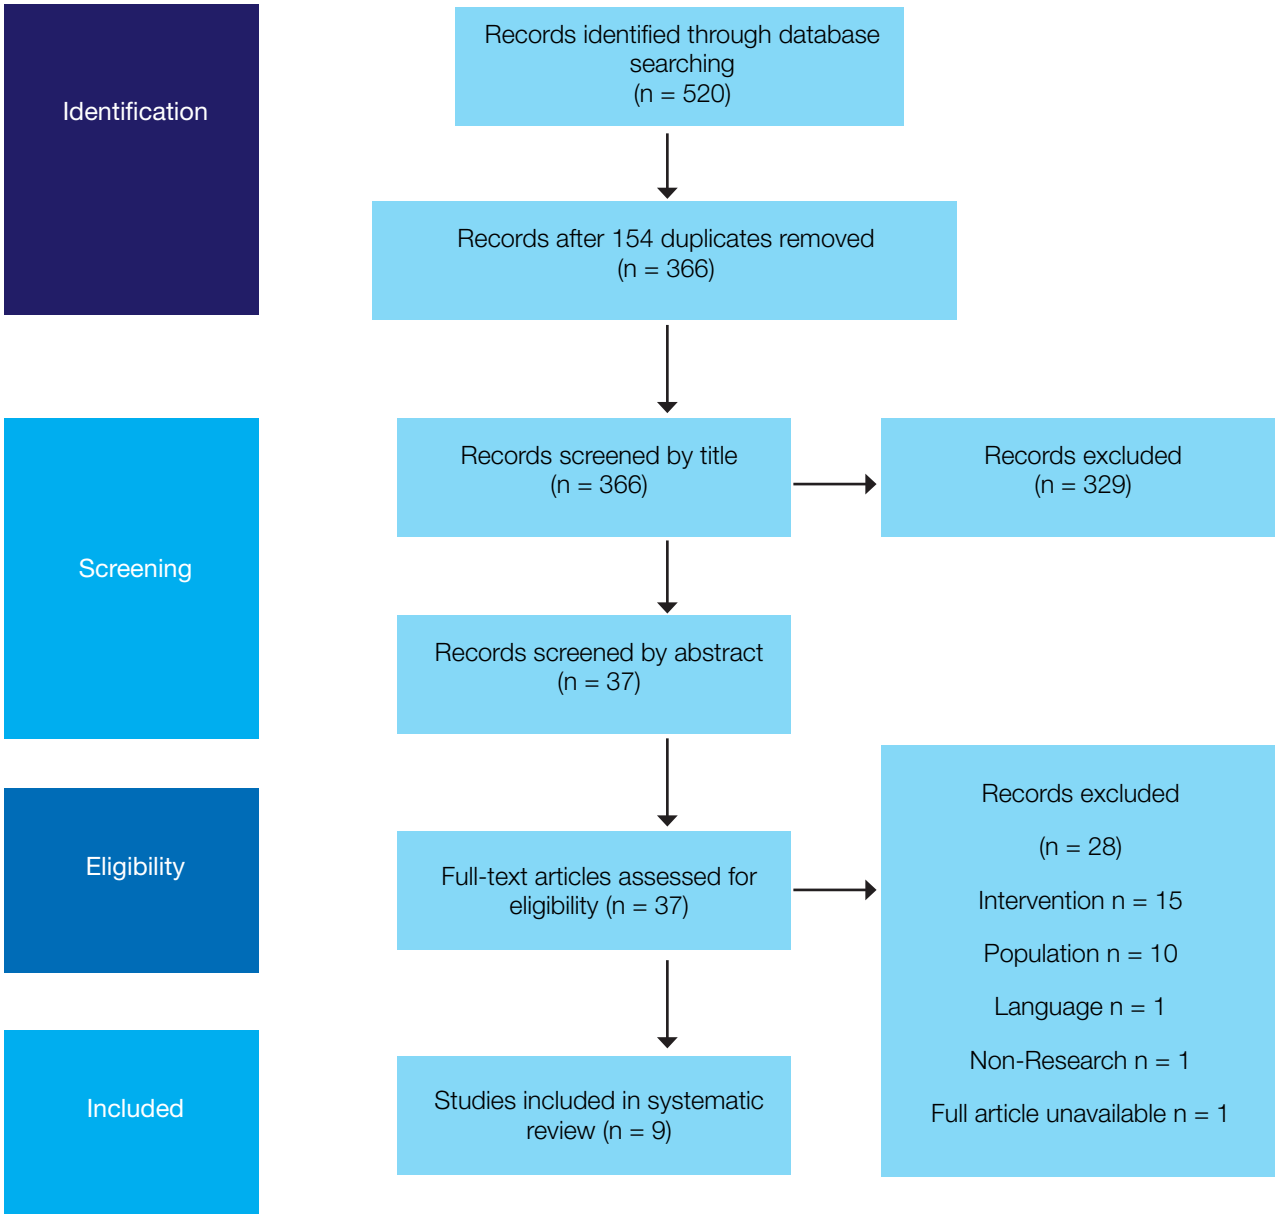 Identification
Records identified through database
searching
(n = 520)
Records after 154 duplicates removed
(n = 366)
Screening
Records screened by title
(n = 366)
Records excluded
(n = 329)
Records screened by abstract
(n = 37)
Eligibility
Full-text articles assessed for
eligibility (n = 37)
Records excluded
(n = 28)
Intervention n = 15
Population n = 10
Language n = 1
Non-Research n = 1
Full article unavailable n = 1
Included
Studies included in systematic
review (n = 9)